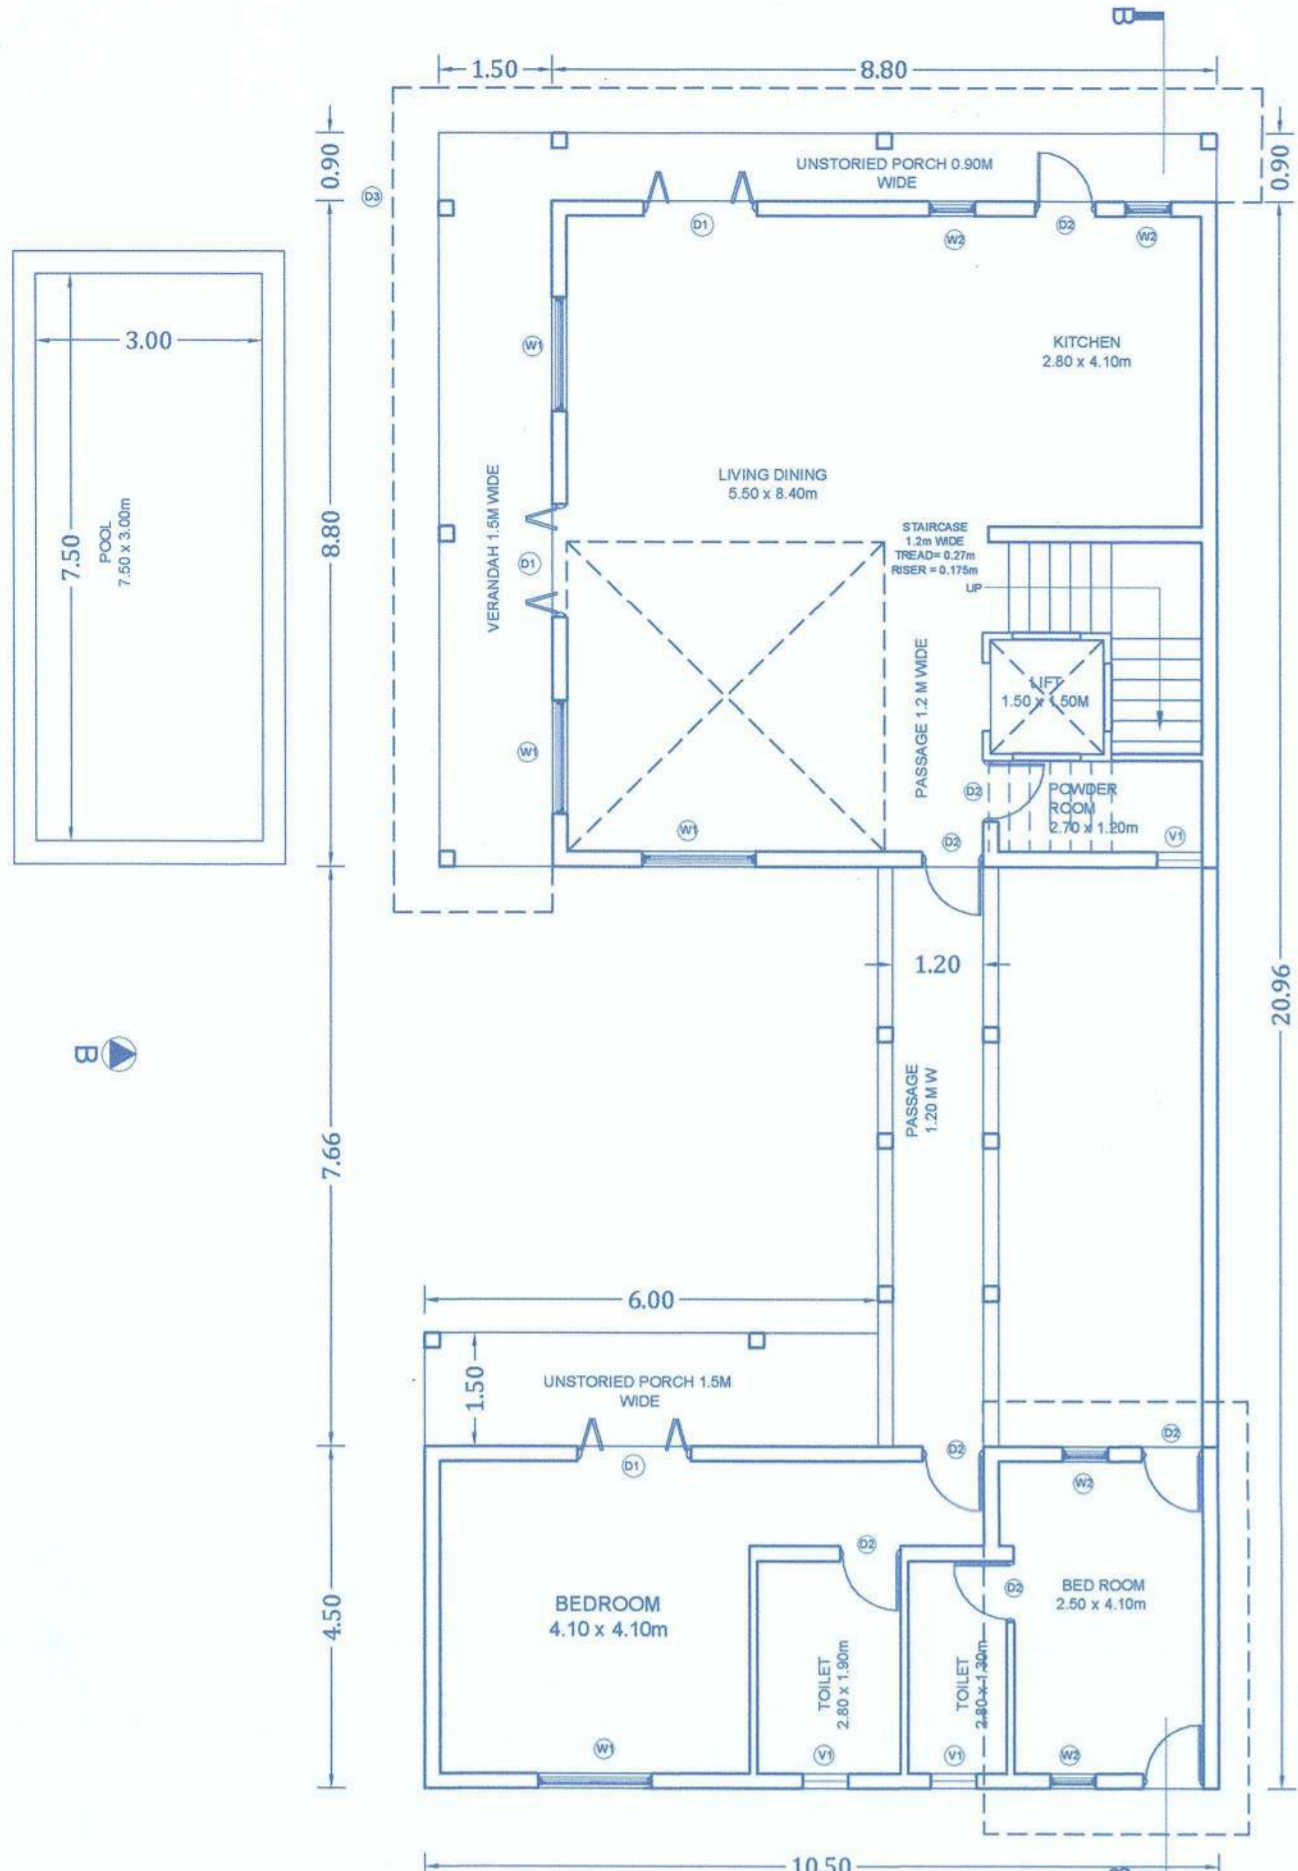 B
1.50
8.80
0.90
UNSTORIED PORCH 0.90M
WIDE
0.90
D3
D1
W2
D2
W2
3.00
W1
KITCHEN
2.80 x 4.10m
7.50
POOL
7.50 x 3.00m
8.80
VERANDAH 1.5M WIDE
LIVING DINING
5.50 x 8.40m
STAIRCASE
1.2m WIDE
TREAD= 0.27m
RISER = 0.175m
UP
D1
PASSAGE 1.2 M WIDE
LIFT
1.50 x 1.50M
W1
D2
POWDER
ROOM
2.70 x 1.20m
W1
D2
V1
1.20
20.96
B
PASSAGE
1.20 M W
7.66
6.00
1.50
UNSTORIED PORCH 1.5M
WIDE
D1
D2
D2
W2
D2
4.50
BEDROOM
4.10 x 4.10m
D2
BED ROOM
2.50 x 4.10m
TOILET
2.80 x 1.90m
TOILET
2.80 x 1.30m
W1
V1
V1
W2
10.50